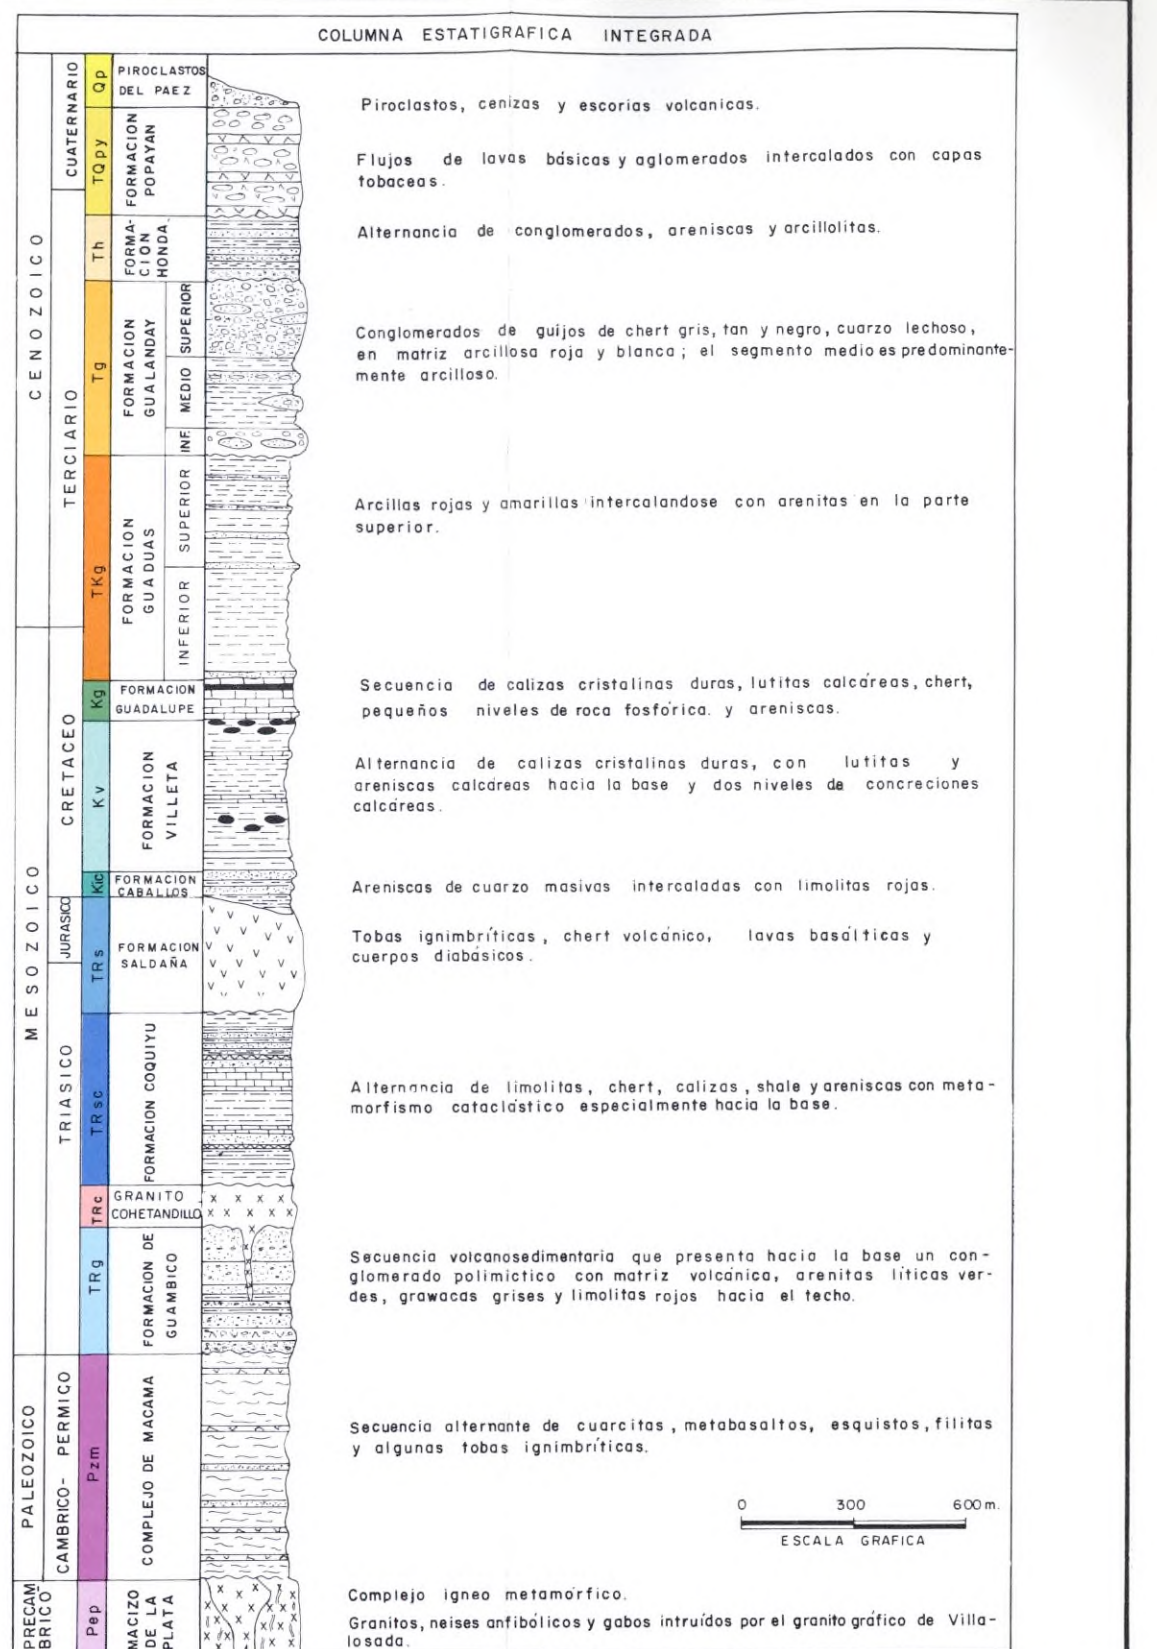 COLUMNA ESTATIGRAFICA INTEGRADA
CENOZOICO
CUATERNARIO
Qp
PIROCLASTOS
DEL PAEZ
Piroclastos, cenizas y escorias volcanicas.
TQpy
FORMACION
POPAYAN
Flujos de lavas básicas y aglomerados intercalados con capas
tobaceas.
TERCIARIO
Th
FORMA-
CION
HONDA.
Alternancia de conglomerados, areniscas y arcillolitas.
Tg
FORMACION
GUALANDAY
SUPERIOR
MEDIO
INF.
Conglomerados de guijos de chert gris, tan y negro, cuarzo lechoso,
en matriz arcillosa roja y blanca; el segmento medio es predominante-
mente arcilloso.
TKg
FORMACION
GUADUAS
SUPERIOR
INFERIOR
Arcillas rojas y amarillas intercalandose con arenitas en la parte
superior.
MESOZOICO
CRETACEO
Kg
FORMACION
GUADALUPE
Secuencia de calizas cristalinas duras, lutitas calcáreas, chert,
pequeños niveles de roca fosfórica. y areniscas.
Kv
FORMACION
VILLETA
Alternancia de calizas cristalinas duras, con lutitas y
areniscas calcáreas hacia la base y dos niveles de concreciones
calcáreas.
Kic
FORMACION
CABALLOS
Areniscas de cuarzo masivas intercaladas con limolitas rojas.
JURASICO
TRs
FORMACION
SALDAÑA
Tobas ignimbríticas, chert volcánico, lavas basálticas y
cuerpos diabásicos.
TRIASICO
TRsc
FORMACION COQUIYU
Alternancia de limolitas, chert, calizas, shale y areniscas con meta-
morfismo cataclástico especialmente hacia la base.
TRc
GRANITO
COHETANDILLO
TRg
FORMACION DE
GUAMBICO
Secuencia volcanosedimentaria que presenta hacia la base un con-
glomerado polimictico con matriz volcánica, arenitas líticas ver-
des, grawacas grises y limolitas rojos hacia el techo.
PALEOZOICO
CAMBRICO- PERMICO
Pzm
COMPLEJO DE MACAMA
Secuencia alternante de cuarcitas, metabasaltos, esquistos, filitas
y algunas tobas ignimbríticas.
0 300 600 m.
ESCALA GRAFICA
PRECAM
BRICO-
Pep
MACIZO
DE LA
PLATA
Complejo igneo metamórfico.
Granitos, neises anfibólicos y gabos intruídos por el granito gráfico de Villa-
losada.